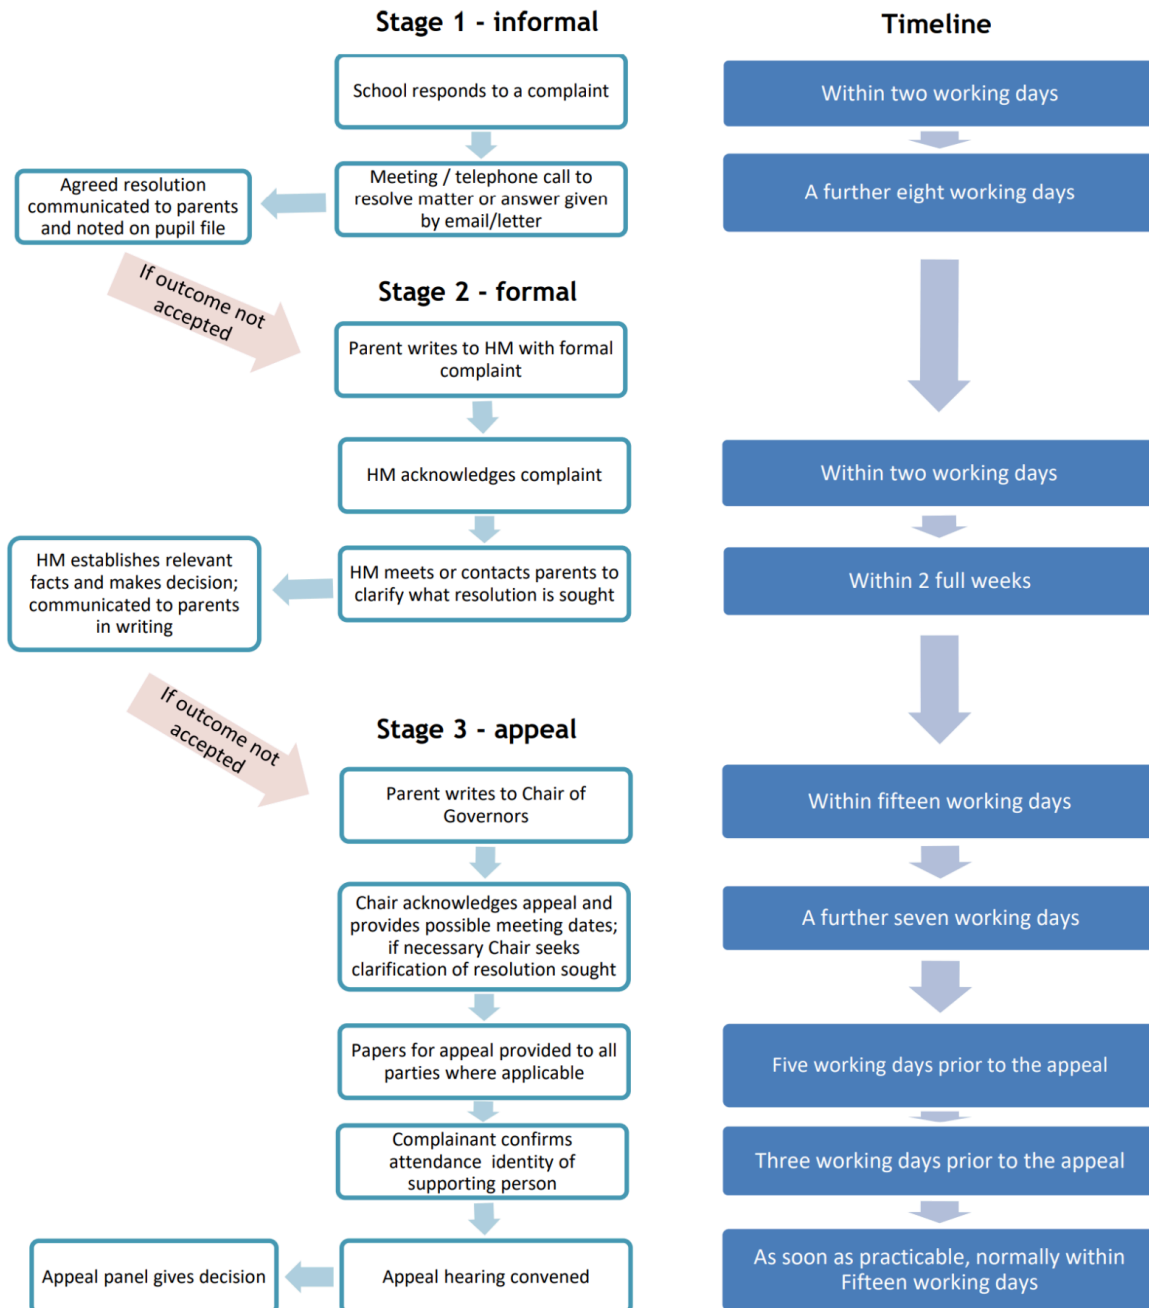 Stage 1 - informal
Timeline
School responds to a complaint
Within two working days
Meeting / telephone call to
resolve matter or answer given
by email/letter
A further eight working days
Agreed resolution
communicated to parents
and noted on pupil file
If outcome not
accepted
Stage 2 - formal
Parent writes to HM with formal
complaint
HM acknowledges complaint
Within two working days
HM meets or contacts parents to
clarify what resolution is sought
Within 2 full weeks
HM establishes relevant
facts and makes decision;
communicated to parents
in writing
If outcome not
accepted
Stage 3 - appeal
Parent writes to Chair of
Governors
Within fifteen working days
Chair acknowledges appeal and
provides possible meeting dates;
if necessary Chair seeks
clarification of resolution sought
A further seven working days
Papers for appeal provided to all
parties where applicable
Five working days prior to the appeal
Complainant confirms
attendance  identity of
supporting person
Three working days prior to the appeal
Appeal hearing convened
As soon as practicable, normally within
Fifteen working days
Appeal panel gives decision